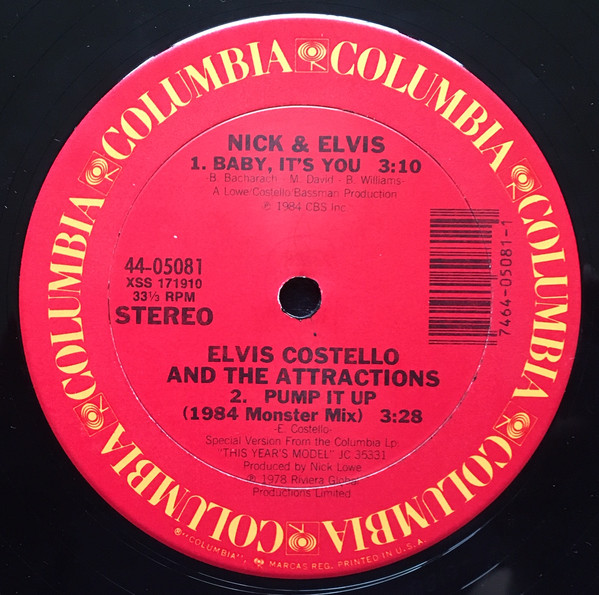 COLUMBIA COLUMBIA COLUMBIA COLUMBIA COLUMBIA COLUMBIA COLUMBIA COLUMBIA
NICK & ELVIS
1. BABY, IT'S YOU 3:10
-B. Bacharach - M. David - B. Williams-
A Lowe/Costello/Bassman Production
℗ 1984 CBS Inc.
44-05081
XSS 171910
33⅓ RPM
STEREO
7464-05081-1
ELVIS COSTELLO
AND THE ATTRACTIONS
2. PUMP IT UP
(1984 Monster Mix) 3:28
-E. Costello-
Special Version From the Columbia Lp:
"THIS YEAR'S MODEL" JC 35331
Produced by Nick Lowe
℗ 1978 Riviera Global
Productions Limited
®"COLUMBIA", MARCAS REG. PRINTED IN U.S.A.